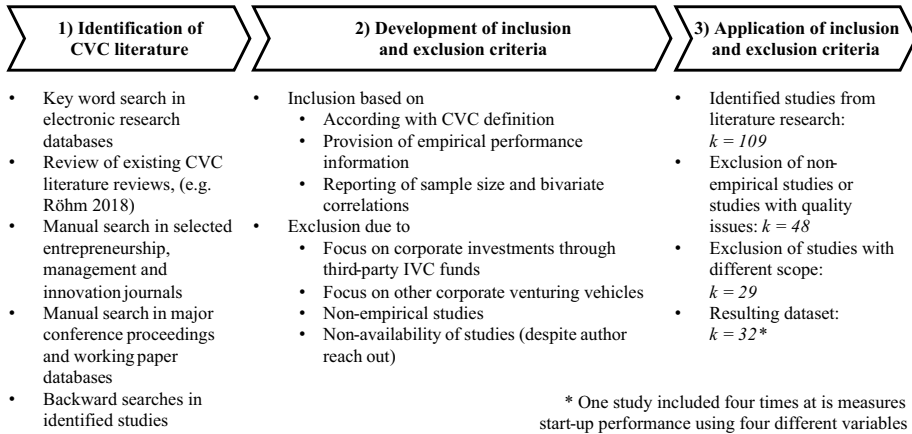 1) Identification of
CVC literature
• Key word search in
electronic research
databases
• Review of existing CVC
literature reviews, (e.g.
Röhm 2018)
• Manual search in selected
entrepreneurship,
management and
innovation journals
• Manual search in major
conference proceedings
and working paper
databases
• Backward searches in
identified studies
2) Development of inclusion
and exclusion criteria
• Inclusion based on
• According with CVC definition
• Provision of empirical performance
information
• Reporting of sample size and bivariate
correlations
• Exclusion due to
• Focus on corporate investments through
third-party IVC funds
• Focus on other corporate venturing vehicles
• Non-empirical studies
• Non-availability of studies (despite author
reach out)
3) Application of inclusion
and exclusion criteria
• Identified studies from
literature research:
k = 109
• Exclusion of non-
empirical studies or
studies with quality
issues: k = 48
• Exclusion of studies with
different scope:
k = 29
• Resulting dataset:
k = 32*
* One study included four times at is measures
start-up performance using four different variables